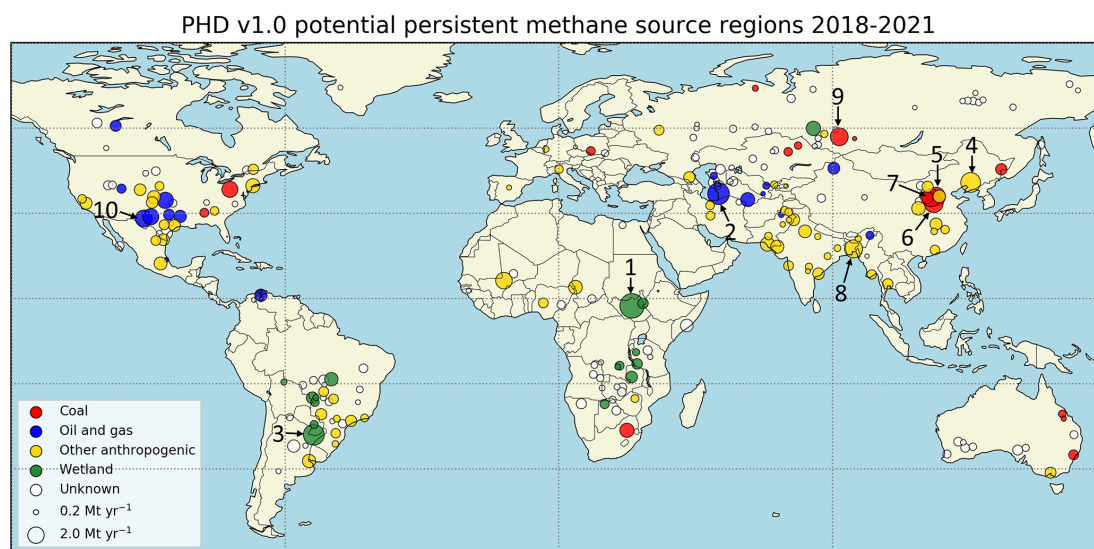 PHD v1.0 potential persistent methane source regions 2018-2021
9
4
5
7
10
2
6
1
8
3
Coal
Oil and gas
Other anthropogenic
Wetland
Unknown
0.2 Mt yr⁻¹
2.0 Mt yr⁻¹